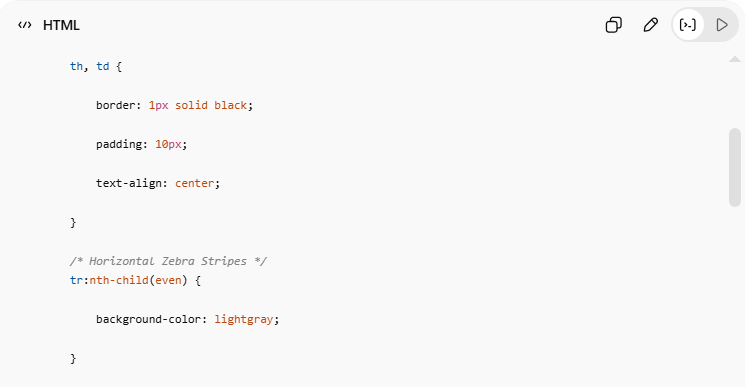 HTML
th, td {
border: 1px solid black;
padding: 10px;
text-align: center;
}
/* Horizontal Zebra Stripes */
tr:nth-child(even) {
background-color: lightgray;
}